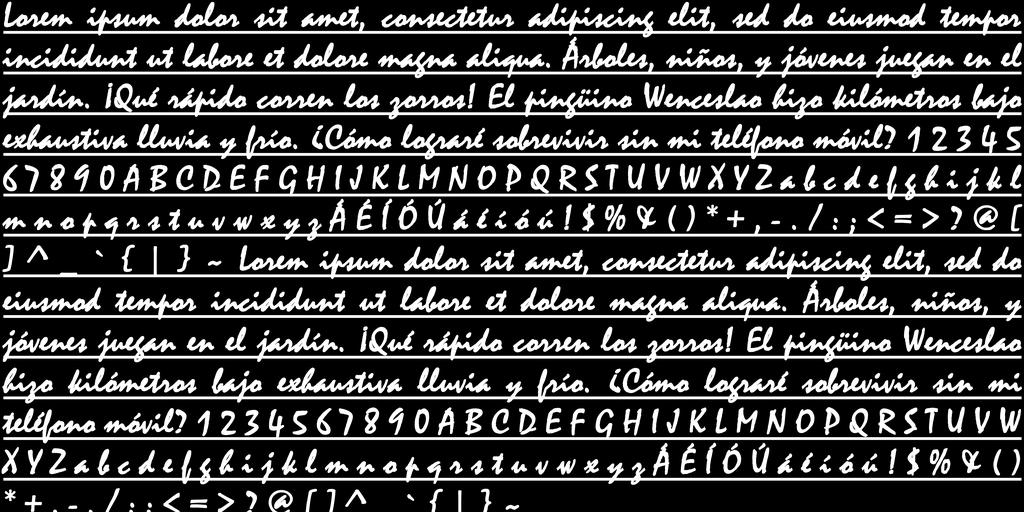 Lorem ipsum dolor sit amet, consectetur adipiscing elit, sed do eiusmod tempor
incididunt ut labore et dolore magna aliqua. Árboles, niños, y jóvenes juegan en el
jardín. ¡Qué rápido corren los zorros! El pingüino Wenceslao hizo kilómetros bajo
exhaustiva lluvia y frío. ¿Cómo lograré sobrevivir sin mi teléfono móvil? 1 2 3 4 5
6 7 8 9 0 A B C D E F G H I J K L M N O P Q R S T U V W X Y Z a b c d e f g h i j k l
m n o p q r s t u v w x y z Á É Í Ó Ú á é í ó ú ! $ % & ( ) * + , - . / : ; < = > ? @ [
] ^ _ ` { | } ~ Lorem ipsum dolor sit amet, consectetur adipiscing elit, sed do
eiusmod tempor incididunt ut labore et dolore magna aliqua. Árboles, niños, y
jóvenes juegan en el jardín. ¡Qué rápido corren los zorros! El pingüino Wenceslao
hizo kilómetros bajo exhaustiva lluvia y frío. ¿Cómo lograré sobrevivir sin mi
teléfono móvil? 1 2 3 4 5 6 7 8 9 0 A B C D E F G H I J K L M N O P Q R S T U V W
X Y Z a b c d e f g h i j k l m n o p q r s t u v w x y z Á É Í Ó Ú á é í ó ú ! $ % & ( )
* + , - . / : ; < = > ? @ [ ] ^ ` { | } ~